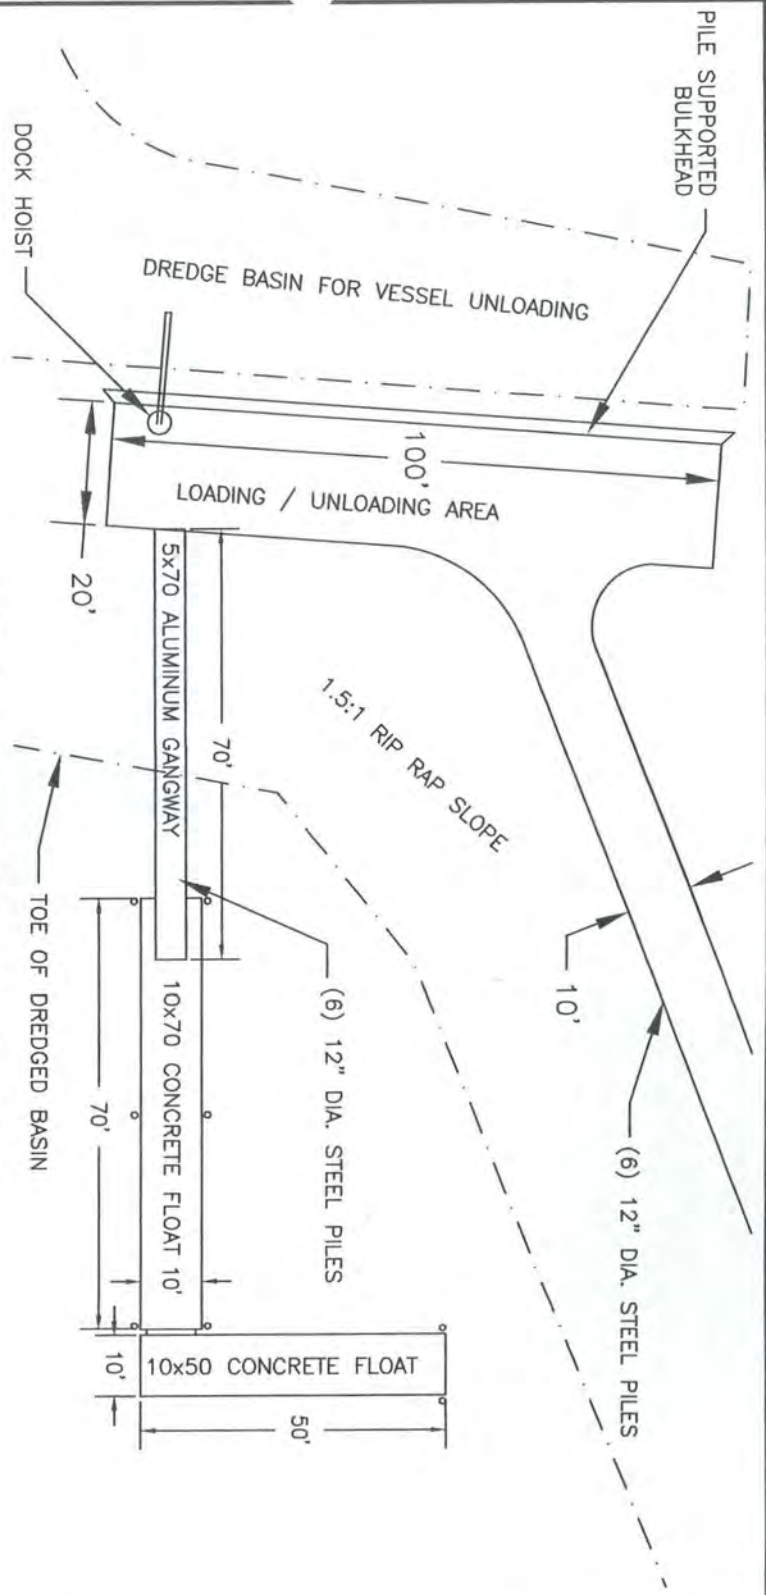 PILE SUPPORTED
BULKHEAD
DOCK HOIST
DREDGE BASIN FOR VESSEL UNLOADING
100'
LOADING / UNLOADING AREA
20'
5x70 ALUMINUM GANGWAY
70'
1.5:1 RIP RAP SLOPE
TOE OF DREDGED BASIN
10'
(6) 12" DIA. STEEL PILES
(6) 12" DIA. STEEL PILES
10x70 CONCRETE FLOAT
10'
70'
10'
10x50 CONCRETE FLOAT
50'